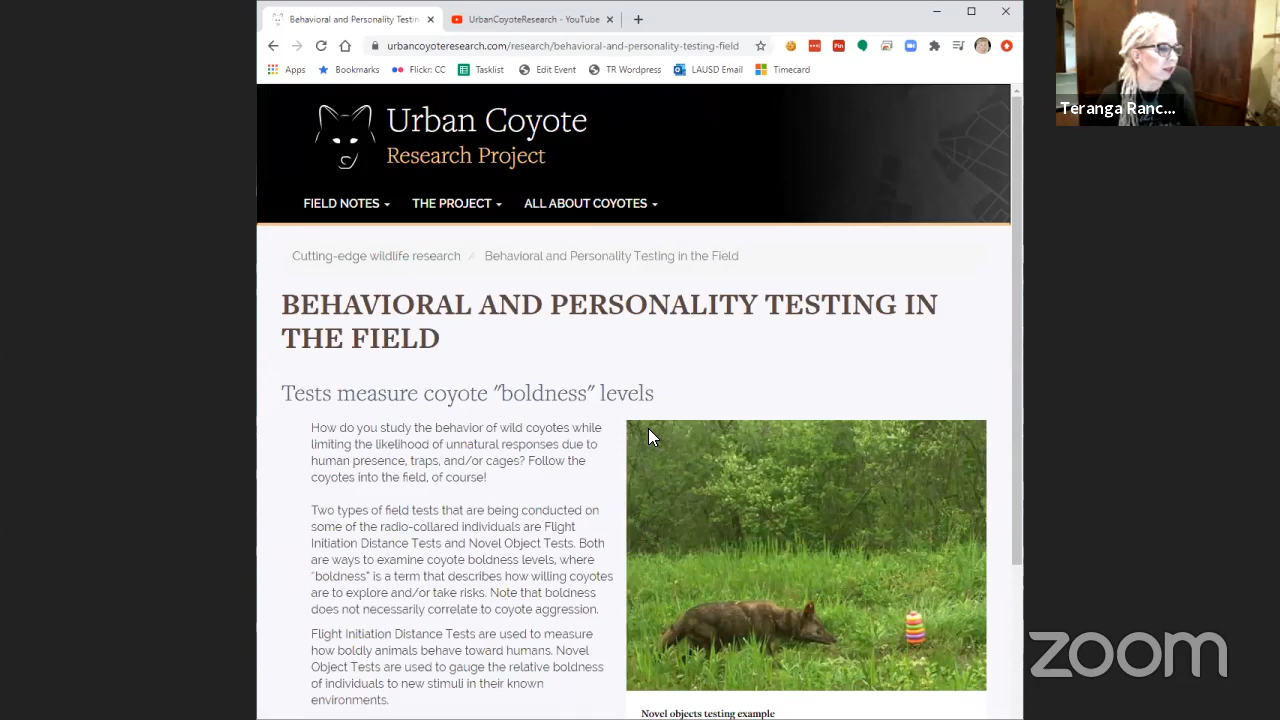 Behavioral and Personality Testin
UrbanCoyoteResearch - YouTube
urbancoyoteresearch.com/research/behavioral-and-personality-testing-field
Apps
Bookmarks
Flickr: CC
Tasklist
Edit Event
TR Wordpress
LAUSD Email
Timecard
Teranga Ranc...
Urban Coyote
Research Project
FIELD NOTES
THE PROJECT
ALL ABOUT COYOTES
Cutting-edge wildlife research / Behavioral and Personality Testing in the Field
BEHAVIORAL AND PERSONALITY TESTING IN
THE FIELD
Tests measure coyote "boldness" levels
How do you study the behavior of wild coyotes while
limiting the likelihood of unnatural responses due to
human presence, traps, and/or cages? Follow the
coyotes into the field, of course!
Two types of field tests that are being conducted on
some of the radio-collared individuals are Flight
Initiation Distance Tests and Novel Object Tests. Both
are ways to examine coyote boldness levels, where
"boldness" is a term that describes how willing coyotes
are to explore and/or take risks. Note that boldness
does not necessarily correlate to coyote aggression.
Flight Initiation Distance Tests are used to measure
how boldly animals behave toward humans. Novel
Object Tests are used to gauge the relative boldness
of individuals to new stimuli in their known
environments.
Novel objects testing example
zoom